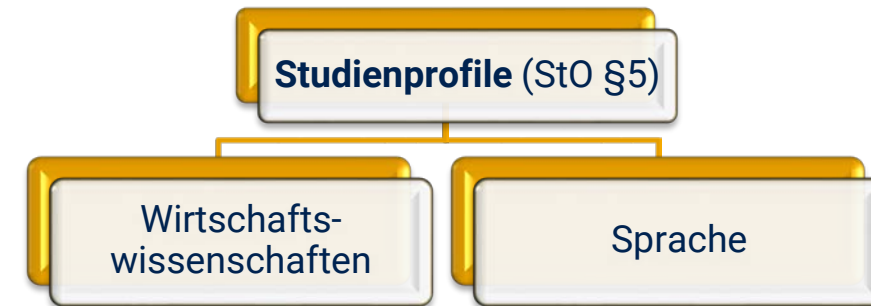 Studienprofile (StO §5)
Wirtschafts-
wissenschaften
Sprache